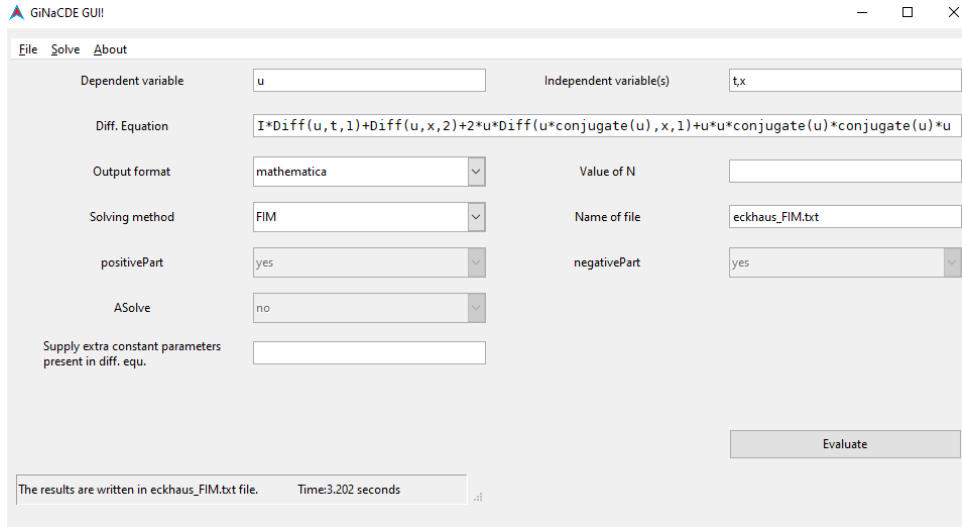 GiNaCDE GUI!
File Solve About
Dependent variable u Independent variable(s) t,x
Diff. Equation I*Diff(u,t,1)+Diff(u,x,2)+2*u*Diff(u*conjugate(u),x,1)+u*u*conjugate(u)*conjugate(u)*u
Output format mathematica Value of N
Solving method FIM Name of file eckhaus_FIM.txt
positivePart yes negativePart yes
ASolve no
Supply extra constant parameters
present in diff. equ.
Evaluate
The results are written in eckhaus_FIM.txt file. Time:3.202 seconds